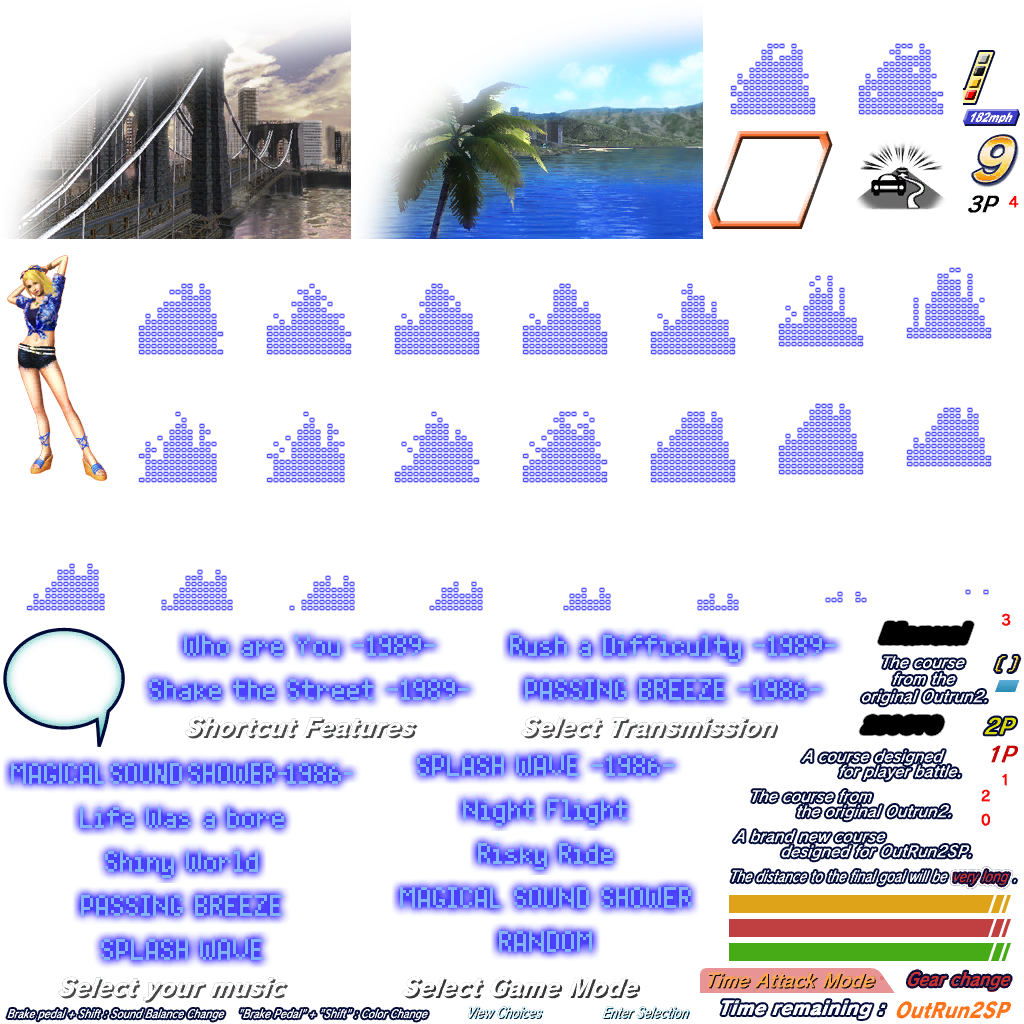 182mph
9
3P 4
Who are You -1989-
Rush a Difficulty -1989-
3
The course
from the
original Outrun2.
( )
Shake the Street -1989-
PASSING BREEZE -1986-
Shortcut Features
Select Transmission
2P
1P
A course designed
for player battle.
MAGICAL SOUND SHOWER-1986-
SPLASH WAVE -1986-
1
The course from
the original Outrun2.
2
0
Life Was a bore
Night Flight
A brand new course
designed for OutRun2SP.
Shiny World
Risky Ride
The distance to the final goal will be very long .
PASSING BREEZE
MAGICAL SOUND SHOWER
SPLASH WAVE
RANDOM
Select your music
Select Game Mode
Time Attack Mode
Gear change
Brake pedal + Shift : Sound Balance Change
"Brake Pedal" + "Shift" : Color Change
View Choices
Enter Selection
Time remaining :
OutRun2SP